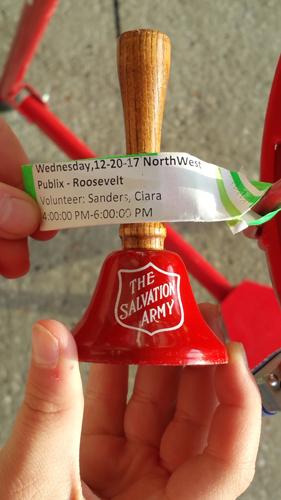 Wednesday,12-20-17 NorthWest
Publix - Roosevelt
Volunteer: Sanders, Ciara
4:00:00 PM-6:00:00 PM
THE
SALVATION
ARMY